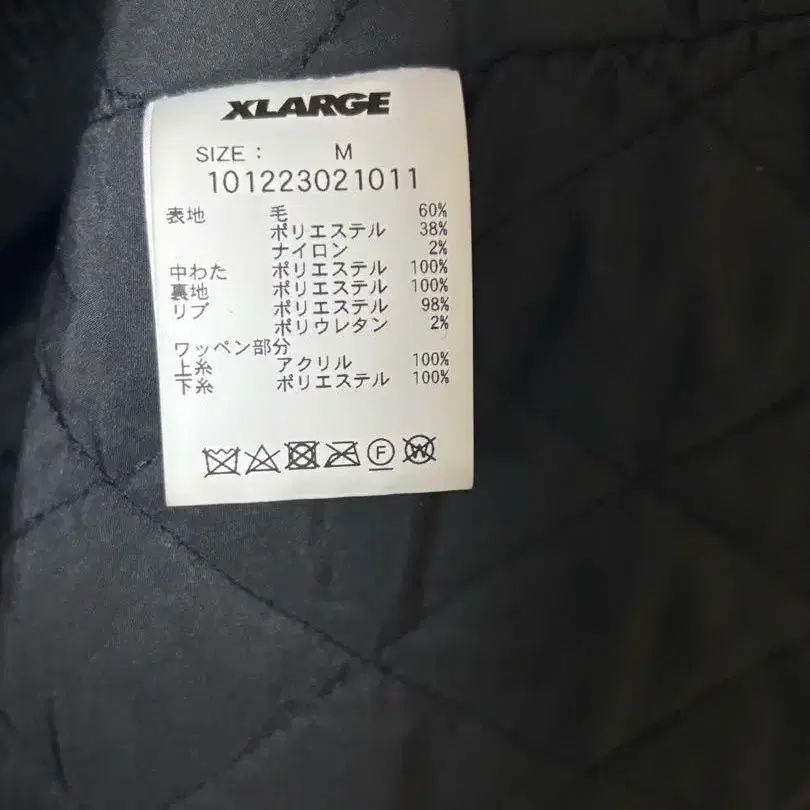 XLARGE
SIZE : M
101223021011
表地 毛 60%
ポリエステル 38%
ナイロン 2%
中わた ポリエステル 100%
裏地 ポリエステル 100%
リブ ポリエステル 98%
ポリウレタン 2%
ワッペン部分
上糸 アクリル 100%
下糸 ポリエステル 100%
F W